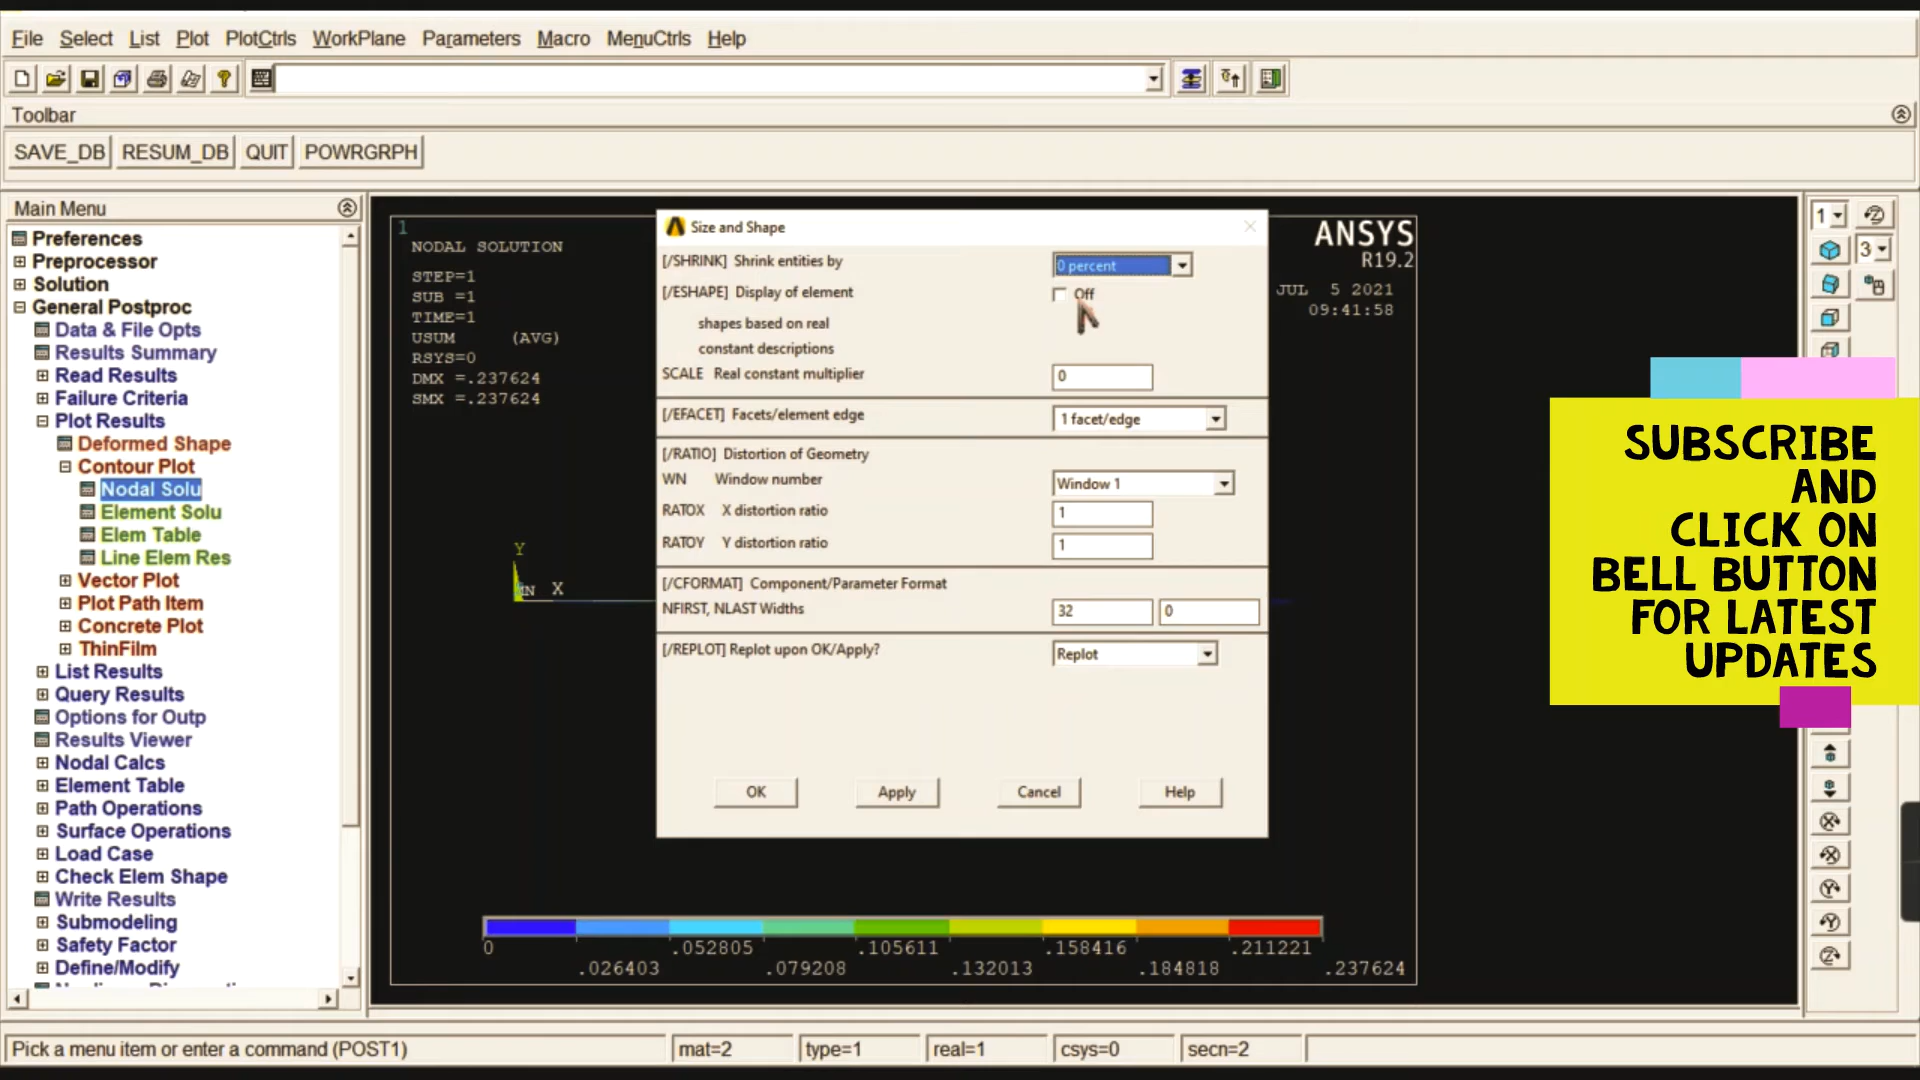 File Select List Plot PlotCtrls WorkPlane Parameters Macro MenuCtrls Help
Toolbar
SAVE_DB RESUM_DB QUIT POWRGRPH
Main Menu
Preferences
Preprocessor
Solution
General Postproc
Data & File Opts
Results Summary
Read Results
Failure Criteria
Plot Results
Deformed Shape
Contour Plot
Nodal Solu
Element Solu
Elem Table
Line Elem Res
Vector Plot
Plot Path Item
Concrete Plot
ThinFilm
List Results
Query Results
Options for Outp
Results Viewer
Nodal Calcs
Element Table
Path Operations
Surface Operations
Load Case
Check Elem Shape
Write Results
Submodeling
Safety Factor
Define/Modify
1
NODAL SOLUTION
STEP=1
SUB =1
TIME=1
USUM (AVG)
RSYS=0
DMX =.237624
SMX =.237624
Y
X
Size and Shape
[/SHRINK] Shrink entities by 0 percent
[/ESHAPE] Display of element Off
shapes based on real
constant descriptions
SCALE Real constant multiplier 0
[/EFACET] Facets/element edge 1 facet/edge
[/RATIO] Distortion of Geometry
WN Window number Window 1
RATOX X distortion ratio 1
RATOY Y distortion ratio 1
[/CFORMAT] Component/Parameter Format
NFIRST, NLAST Widths 32 0
[/REPLOT] Replot upon OK/Apply? Replot
OK Apply Cancel Help
ANSYS
R19.2
JUL 5 2021
09:41:58
0 .052805 .105611 .158416 .211221
.026403 .079208 .132013 .184818 .237624
1
3
SUBSCRIBE
AND
CLICK ON
BELL BUTTON
FOR LATEST
UPDATES
Pick a menu item or enter a command (POST1) mat=2 type=1 real=1 csys=0 secn=2